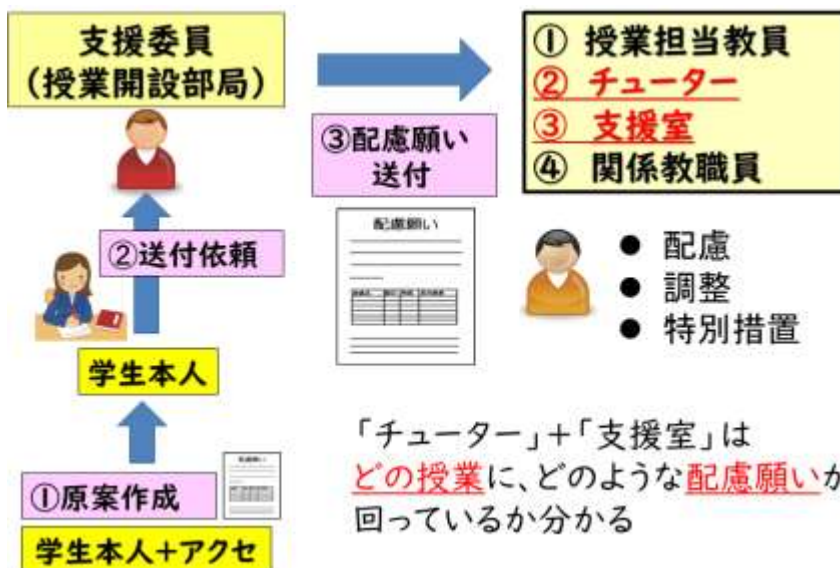 支援委員
(授業開設部局)
① 授業担当教員
② チューター
③ 支援室
④ 関係教職員
③配慮願い
送付
配慮願い
②送付依頼
● 配慮
● 調整
● 特別措置
学生本人
「チューター」+「支援室」は
どの授業に、どのような配慮願いが
回っているか分かる
①原案作成
学生本人+アクセ